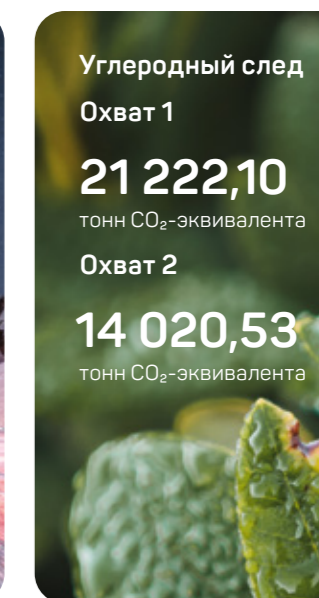 Углеродный след
Охват 1
21 222,10
тонн CO₂-эквивалента
Охват 2
14 020,53
тонн CO₂-эквивалента